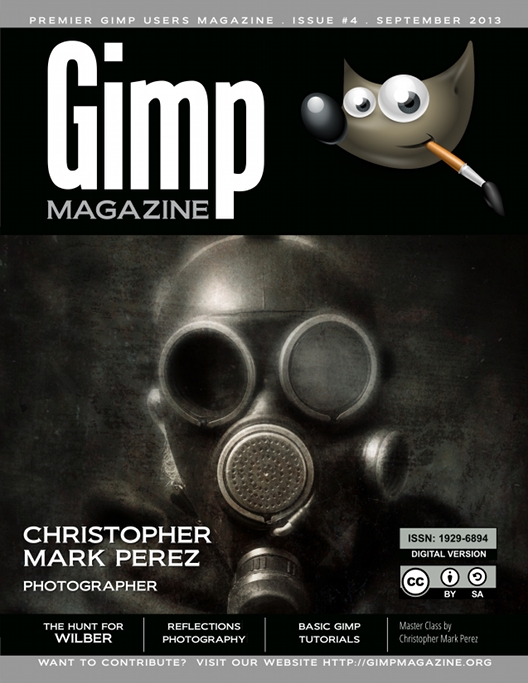 PREMIER GIMP USERS MAGAZINE . ISSUE #4 . SEPTEMBER 2013
Gimp
MAGAZINE
CHRISTOPHER
MARK PEREZ
PHOTOGRAPHER
ISSN: 1929-6894
DIGITAL VERSION
cc
BY SA
THE HUNT FOR
WILBER
REFLECTIONS
PHOTOGRAPHY
BASIC GIMP
TUTORIALS
Master Class by
Christopher Mark Perez
WANT TO CONTRIBUTE? VISIT OUR WEBSITE HTTP://GIMPMAGAZINE.ORG